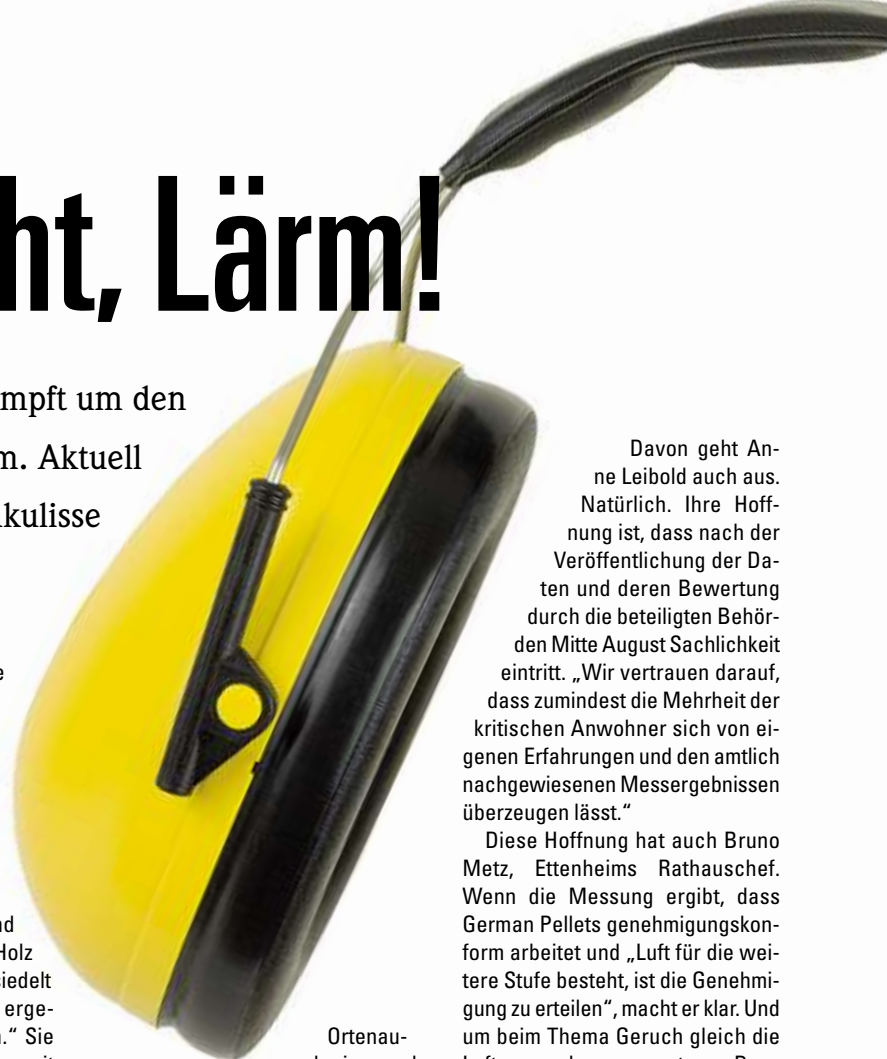 ht, Lärm!
mpft um den
m. Aktuell
kulisse
e
nd
Holz
siedelt
erge-
n.“ Sie
Ortenau-
Davon geht An-
ne Leibold auch aus.
Natürlich. Ihre Hoff-
nung ist, dass nach der
Veröffentlichung der Da-
ten und deren Bewertung
durch die beteiligten Behör-
den Mitte August Sachlichkeit
eintritt. „Wir vertrauen darauf,
dass zumindest die Mehrheit der
kritischen Anwohner sich von ei-
genen Erfahrungen und den amtlich
nachgewiesenen Messergebnissen
überzeugen lässt.“
Diese Hoffnung hat auch Bruno
Metz, Ettenheims Rathauschef.
Wenn die Messung ergibt, dass
German Pellets genehmigungskon-
form arbeitet und „Luft für die wei-
tere Stufe besteht, ist die Genehmi-
gung zu erteilen“, macht er klar. Und
um beim Thema Geruch gleich die